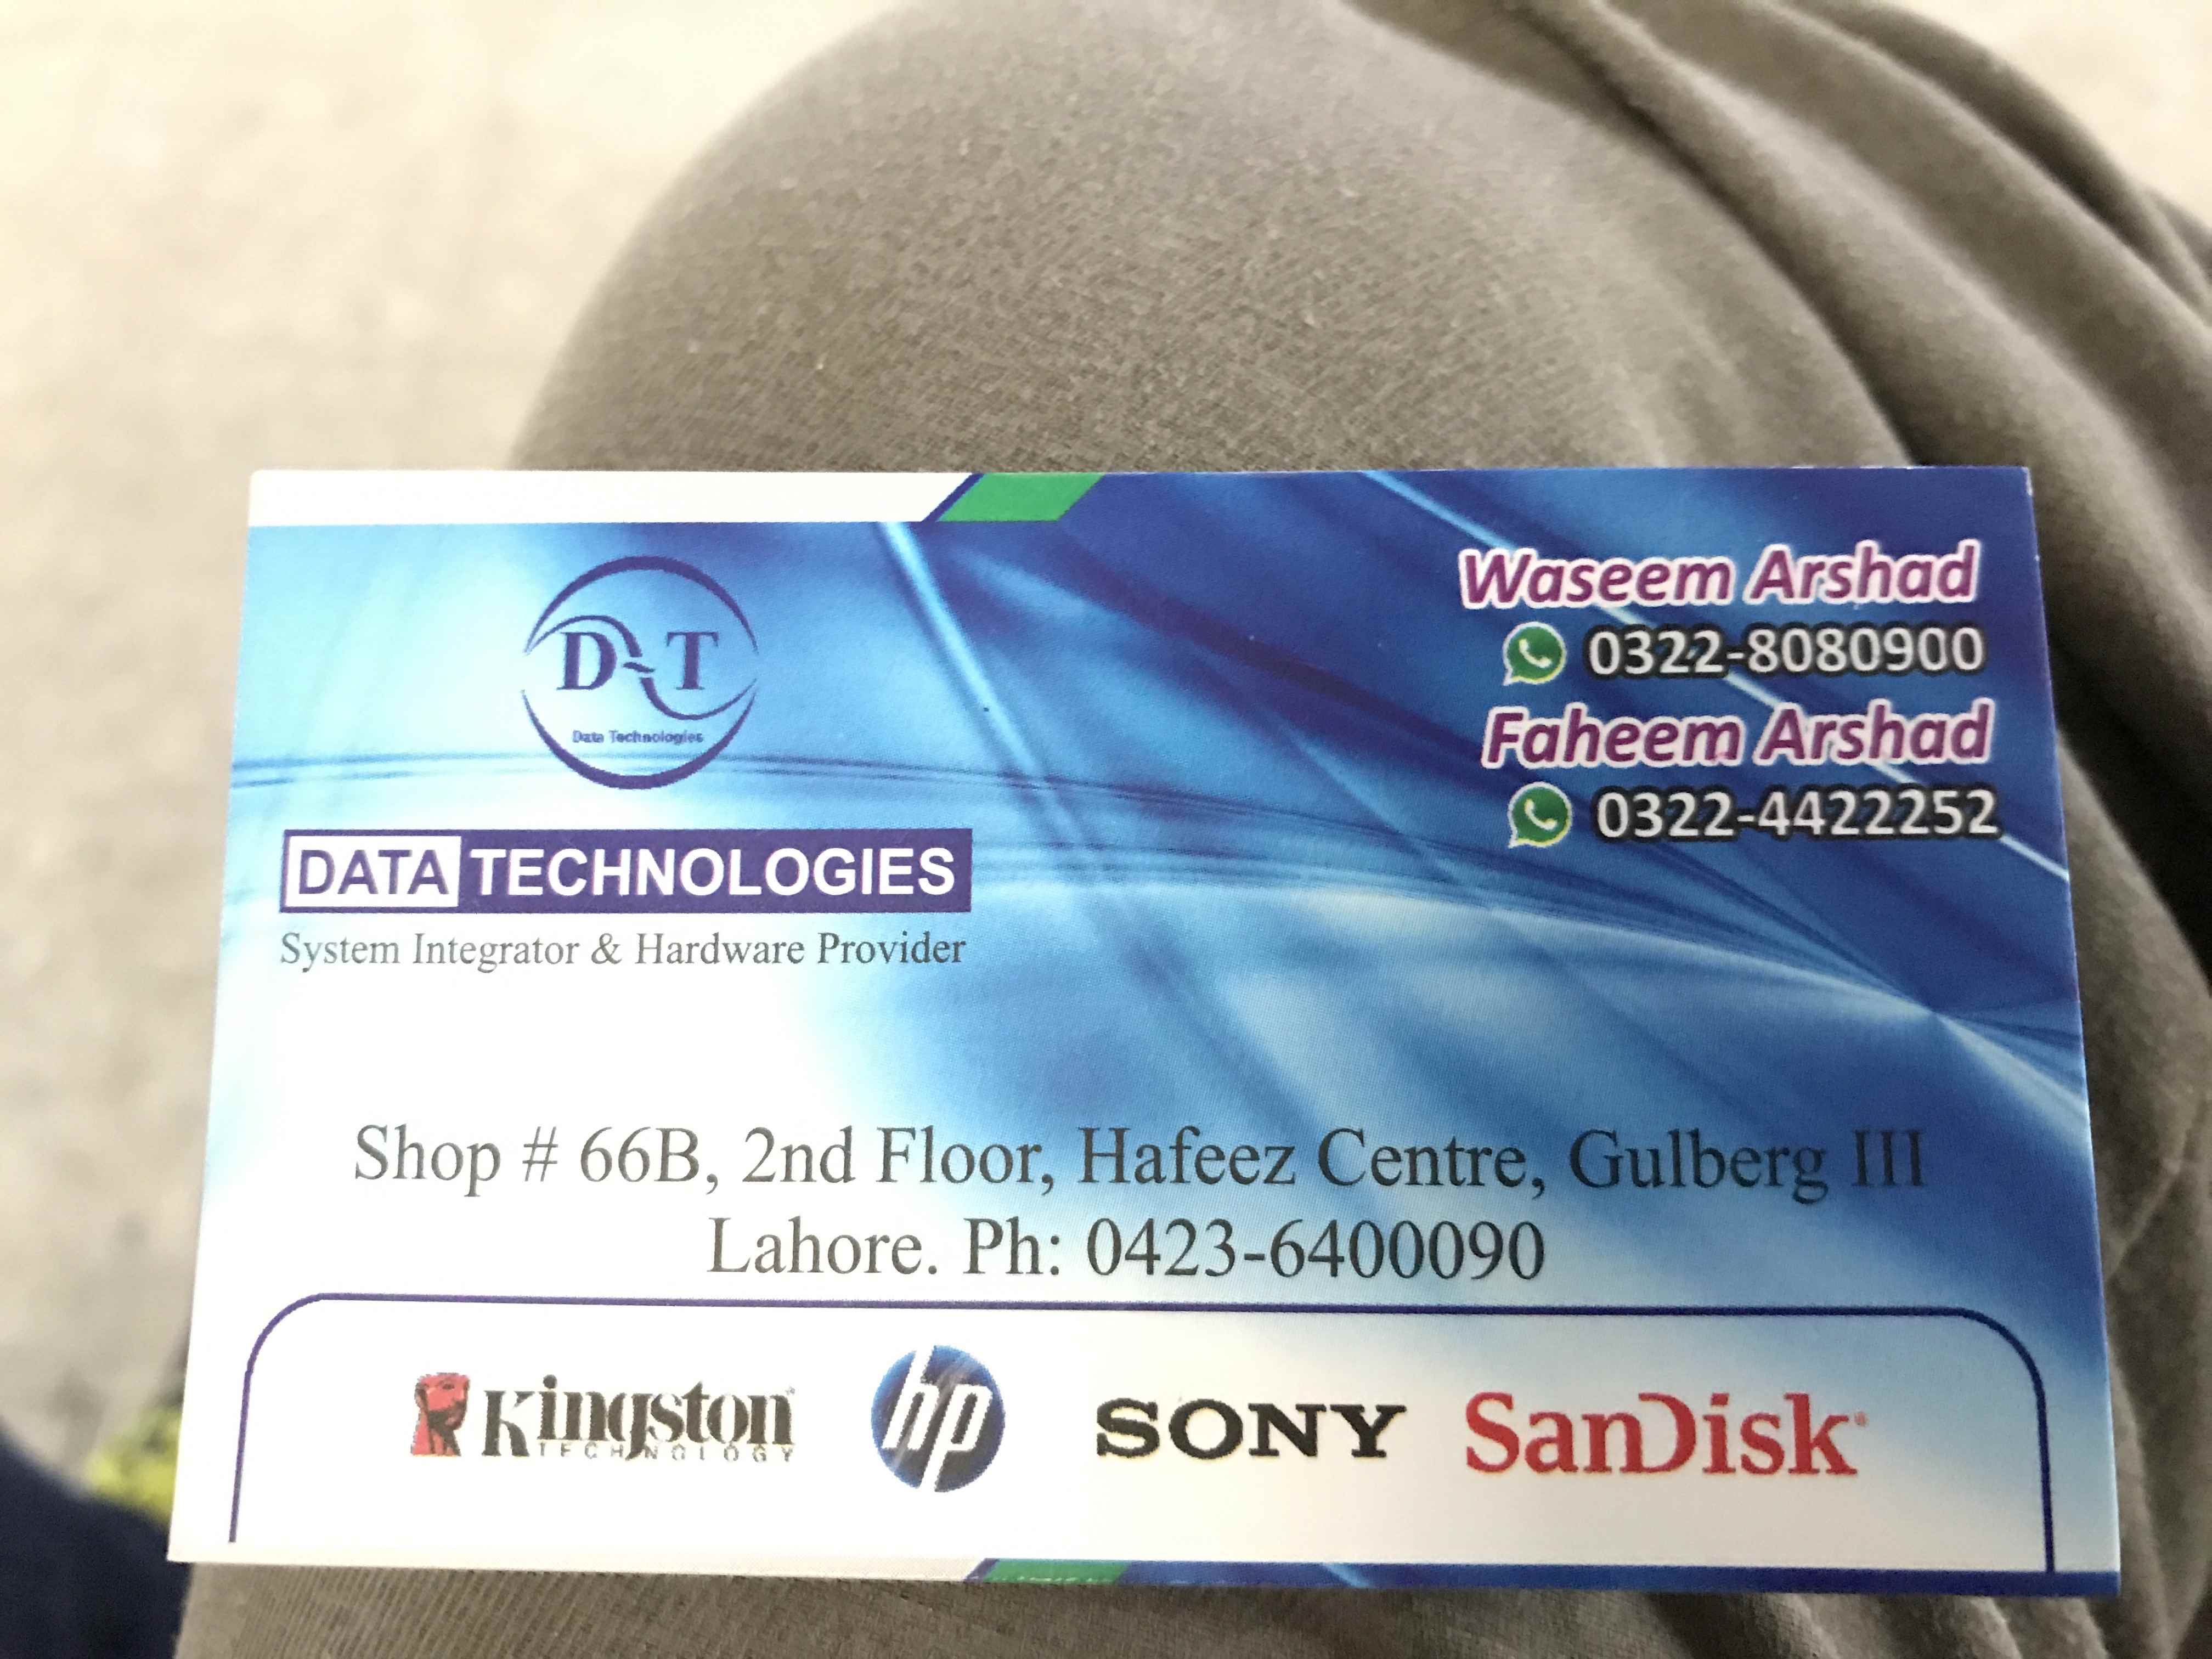 Waseem Arshad
0322-8080900
Faheem Arshad
0322-4422252
DT
Data Technologies
DATA TECHNOLOGIES
System Integrator & Hardware Provider
Shop # 66B, 2nd Floor, Hafeez Centre, Gulberg III
Lahore. Ph: 0423-6400090
Kingston
TECHNOLOGY
hp
SONY
SanDisk